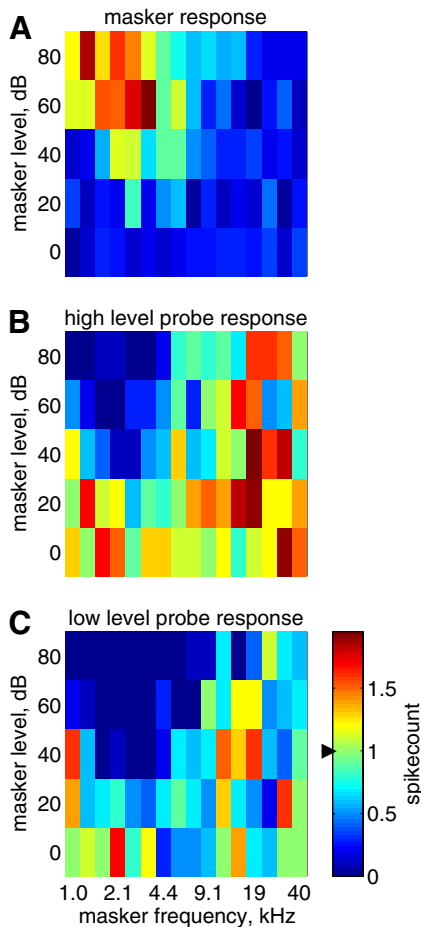 A
masker response
masker level, dB
80
60
40
20
0
B
high level probe response
masker level, dB
80
60
40
20
0
C
low level probe response
masker level, dB
80
60
40
20
0
1.0 2.1 4.4 9.1 19 40
masker frequency, kHz
1.5
1
0.5
0
spikecount